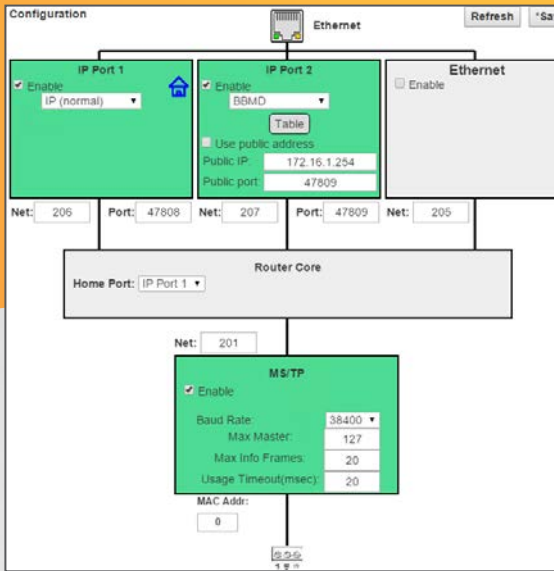 Configuration
Ethernet
Refresh
*Sa
IP Port 1
Enable
IP (normal)
IP Port 2
Enable
BBMD
Table
Use public address
Public IP: 172.16.1.254
Public port: 47809
Ethernet
Enable
Net: 206 Port: 47808 Net: 207 Port: 47809 Net: 205
Router Core
Home Port: IP Port 1
Net: 201
MS/TP
Enable
Baud Rate: 38400
Max Master: 127
Max Info Frames: 20
Usage Timeout(msec): 20
MAC Addr:
0